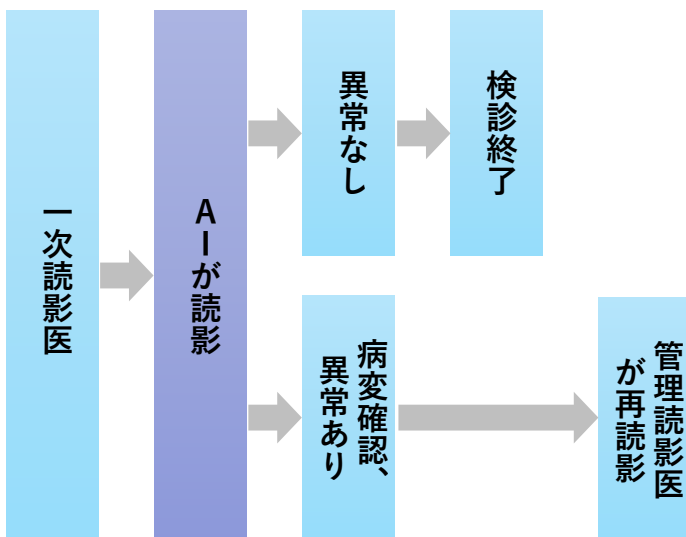 一次読影医
AIが読影
異常なし
検診終了
病変確認、
異常あり
管理読影医
が再読影